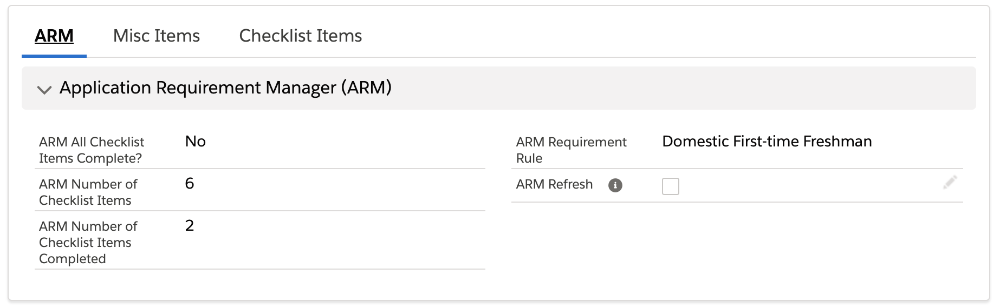 ARM Misc Items Checklist Items
Application Requirement Manager (ARM)
ARM All Checklist
Items Complete?
No
ARM Number of
Checklist Items
6
ARM Number of
Checklist Items
Completed
2
ARM Requirement
Rule
Domestic First-time Freshman
ARM Refresh